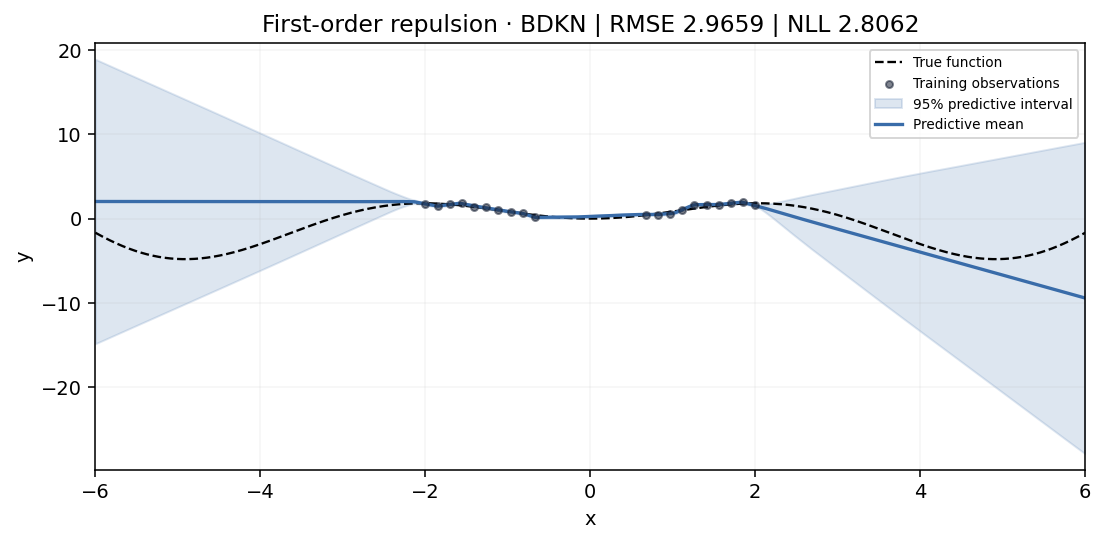 First-order repulsion · BDKN | RMSE 2.9659 | NLL 2.8062
True function
Training observations
95% predictive interval
Predictive mean
20
10
0
−10
−20
y
−6
−4
−2
0
2
4
6
x